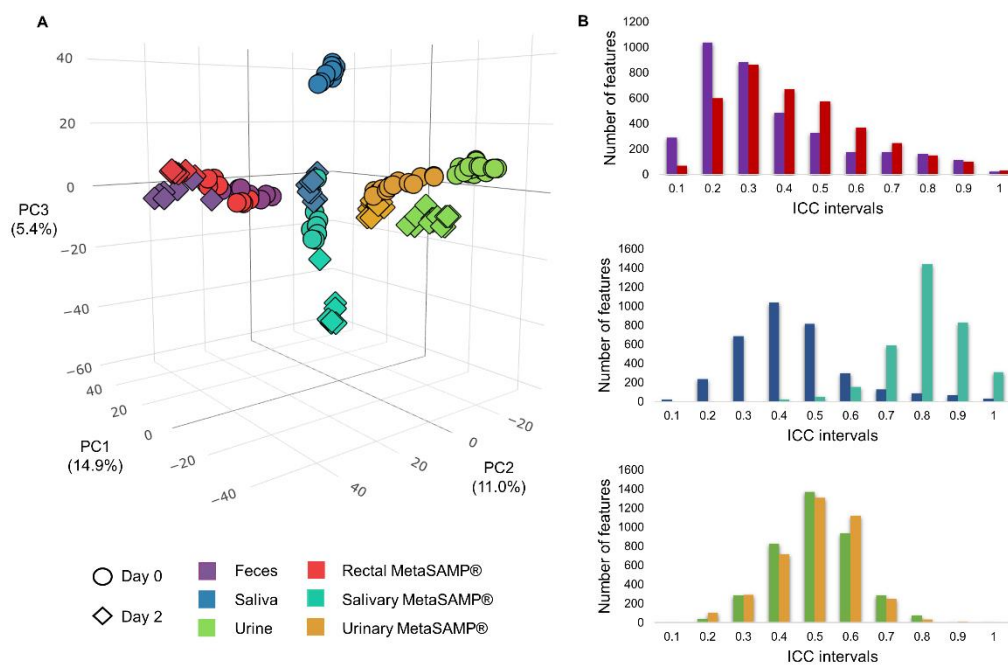 A
40
20
0
−20
−40
−60
PC3
(5.4%)
40
20
0
−20
−40
PC1
(14.9%)
40
20
0
−20
PC2
(11.0%)
Day 0
Day 2
Feces
Saliva
Urine
Rectal MetaSAMP®
Salivary MetaSAMP®
Urinary MetaSAMP®
B
Number of features
1200
1000
800
600
400
200
0
0.1 0.2 0.3 0.4 0.5 0.6 0.7 0.8 0.9 1
ICC intervals
Number of features
1600
1400
1200
1000
800
600
400
200
0
0.1 0.2 0.3 0.4 0.5 0.6 0.7 0.8 0.9 1
ICC intervals
Number of features
1600
1400
1200
1000
800
600
400
200
0
0.1 0.2 0.3 0.4 0.5 0.6 0.7 0.8 0.9 1
ICC intervals